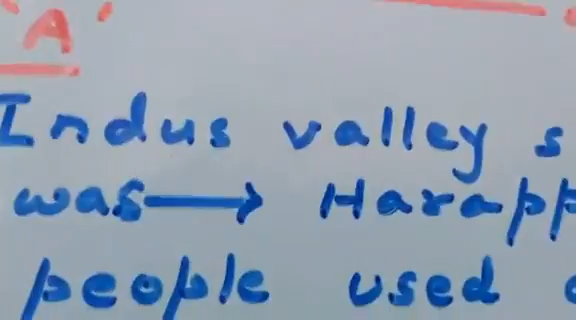 'A'
Indus valley s
was → Harapp
people used